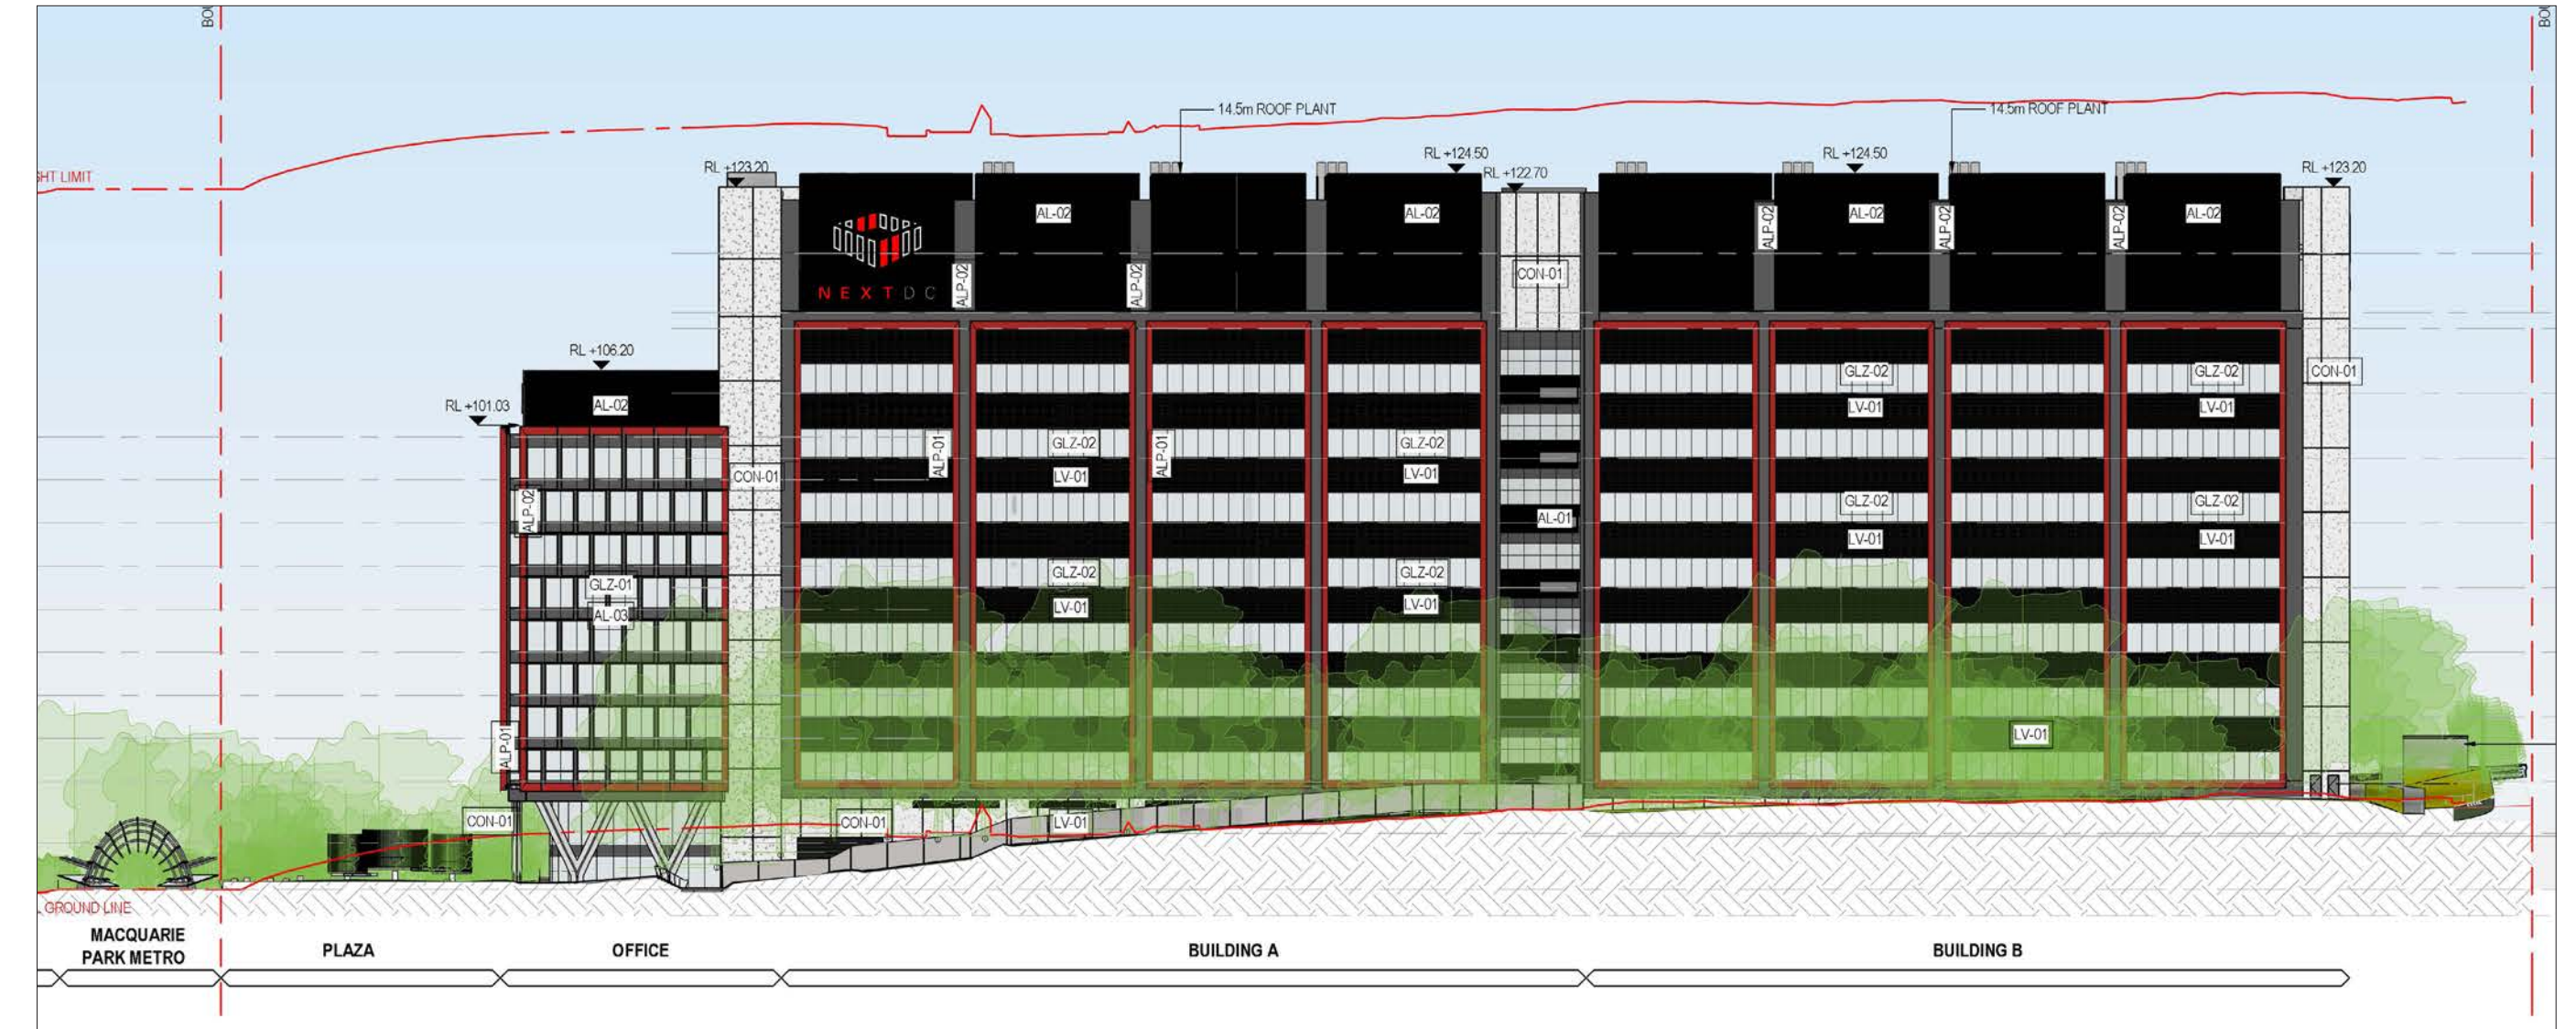 BOU
BOU
14.5m ROOF PLANT
14.5m ROOF PLANT
RL +123.20
RL +124.50
RL +122.70
RL +124.50
RL +123.20
GHT LIMIT
AL-02
AL-02
AL-02
AL-02
ALP-02
ALP-02
ALP-02
ALP-02
ALP-02
CON-01
NEXTDC
RL +106.20
RL +101.03
AL-02
GLZ-02
GLZ-02
CON-01
LV-01
LV-01
ALP-01
GLZ-02
ALP-01
GLZ-02
CON-01
LV-01
LV-01
ALP-02
GLZ-02
GLZ-02
AL-01
LV-01
LV-01
GLZ-01
GLZ-02
GLZ-02
AL-03
LV-01
LV-01
ALP-01
LV-01
CON-01
CON-01
LV-01
GROUND LINE
MACQUARIE
PARK METRO
PLAZA
OFFICE
BUILDING A
BUILDING B